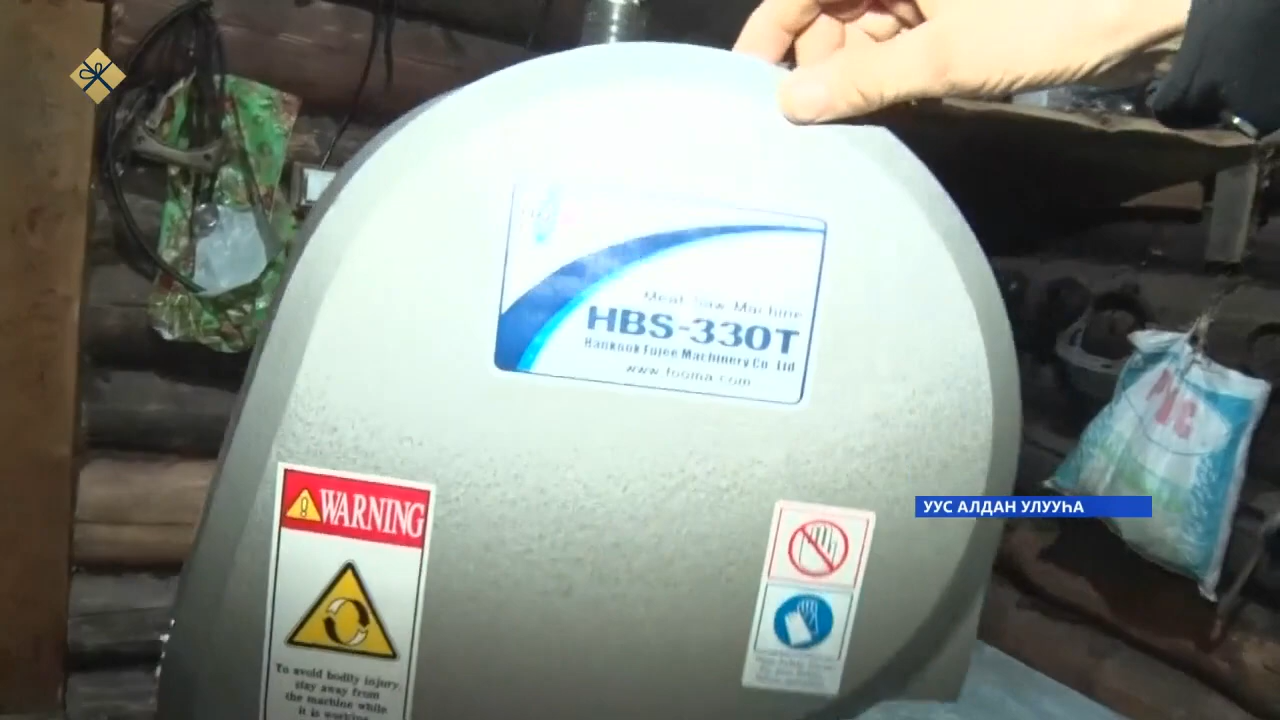 Meat Saw Machine
HBS-330T
Hankook Fujee Machinery Co. Ltd
www.fooma.com
WARNING
To avoid bodily injury,
stay away from
the machine while
it is working
РИС
УУС АЛДАН УЛУУҺА